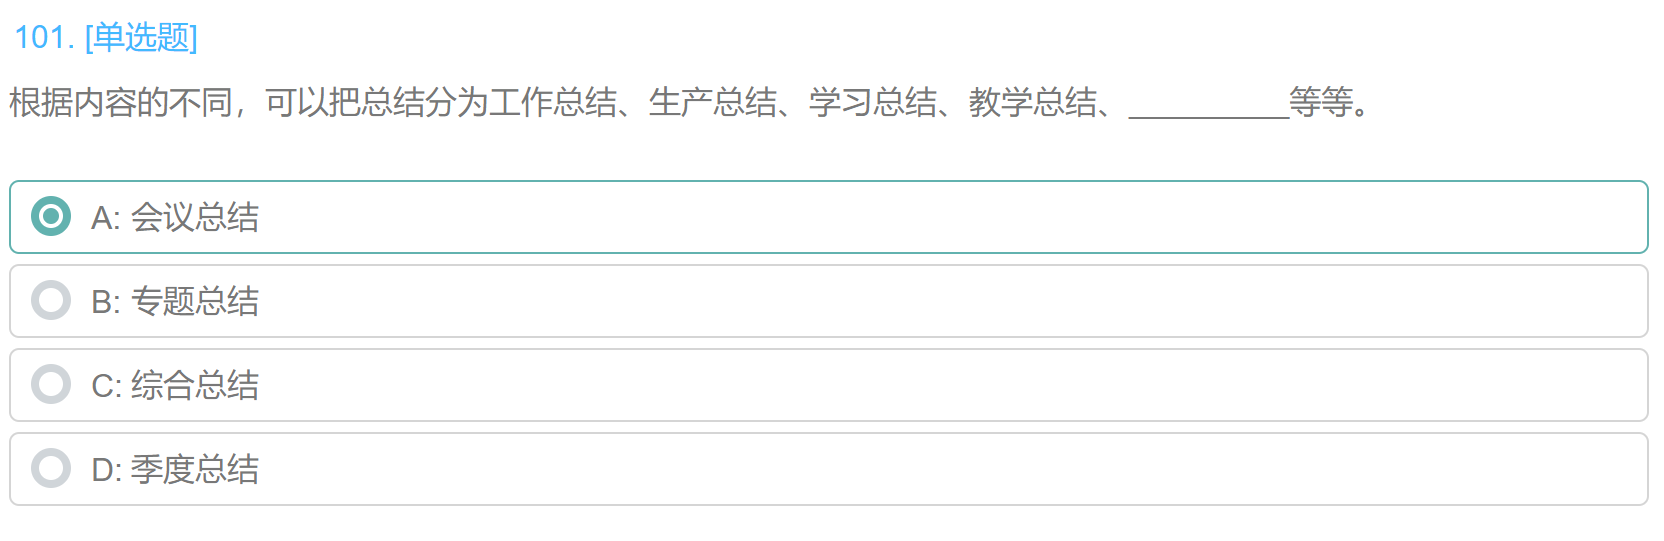 101. [单选题]
根据内容的不同，可以把总结分为工作总结、生产总结、学习总结、教学总结、__________等等。
A: 会议总结
B: 专题总结
C: 综合总结
D: 季度总结